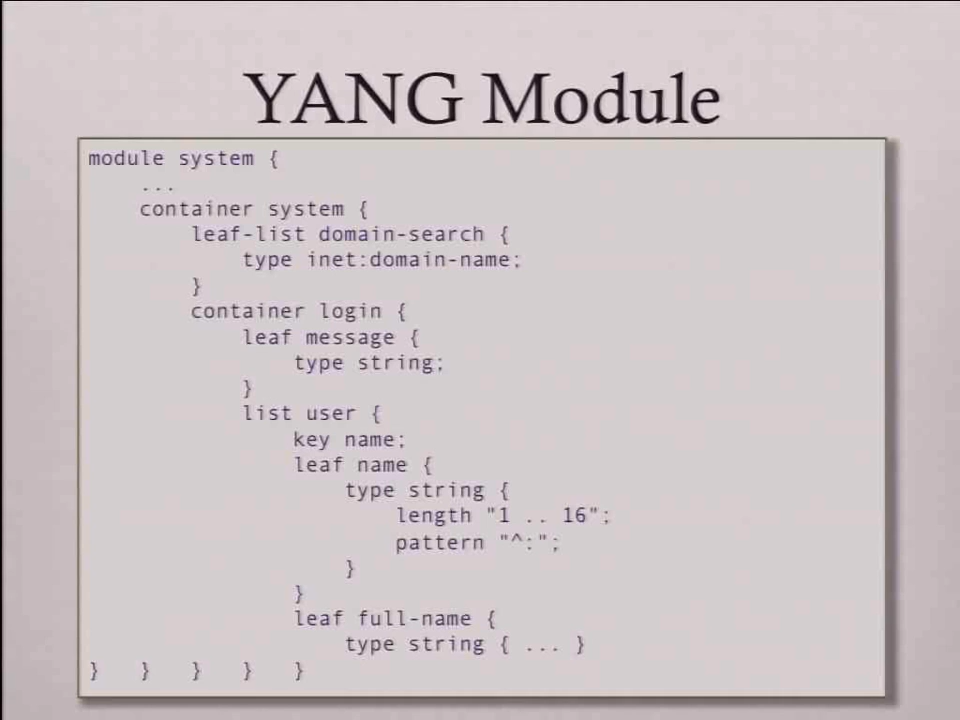 YANG Module
module system {
    ...
    container system {
        leaf-list domain-search {
            type inet:domain-name;
        }
        container login {
            leaf message {
                type string;
            }
            list user {
                key name;
                leaf name {
                    type string {
                        length "1 .. 16";
                        pattern "^:";
                    }
                }
                leaf full-name {
                    type string { ... }
}   }   }   }   }